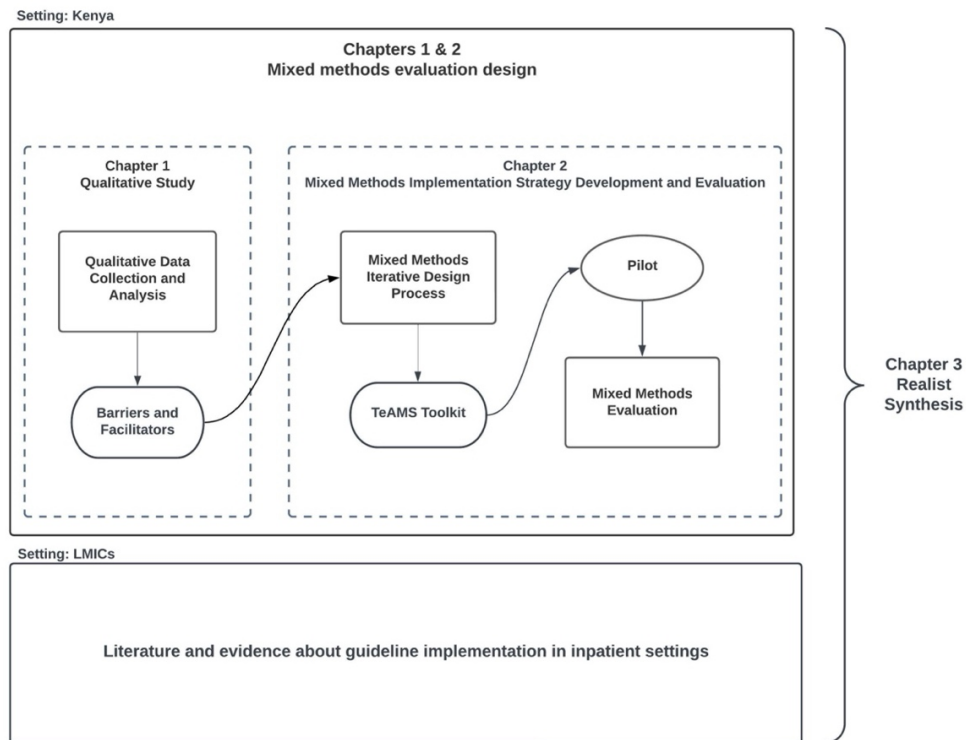 Setting: Kenya
Chapters 1 & 2
Mixed methods evaluation design
Chapter 1
Qualitative Study
Qualitative Data
Collection and
Analysis
Barriers and
Facilitators
Chapter 2
Mixed Methods Implementation Strategy Development and Evaluation
Mixed Methods
Iterative Design
Process
TeAMS Toolkit
Pilot
Mixed Methods
Evaluation
Chapter 3
Realist
Synthesis
Setting: LMICs
Literature and evidence about guideline implementation in inpatient settings